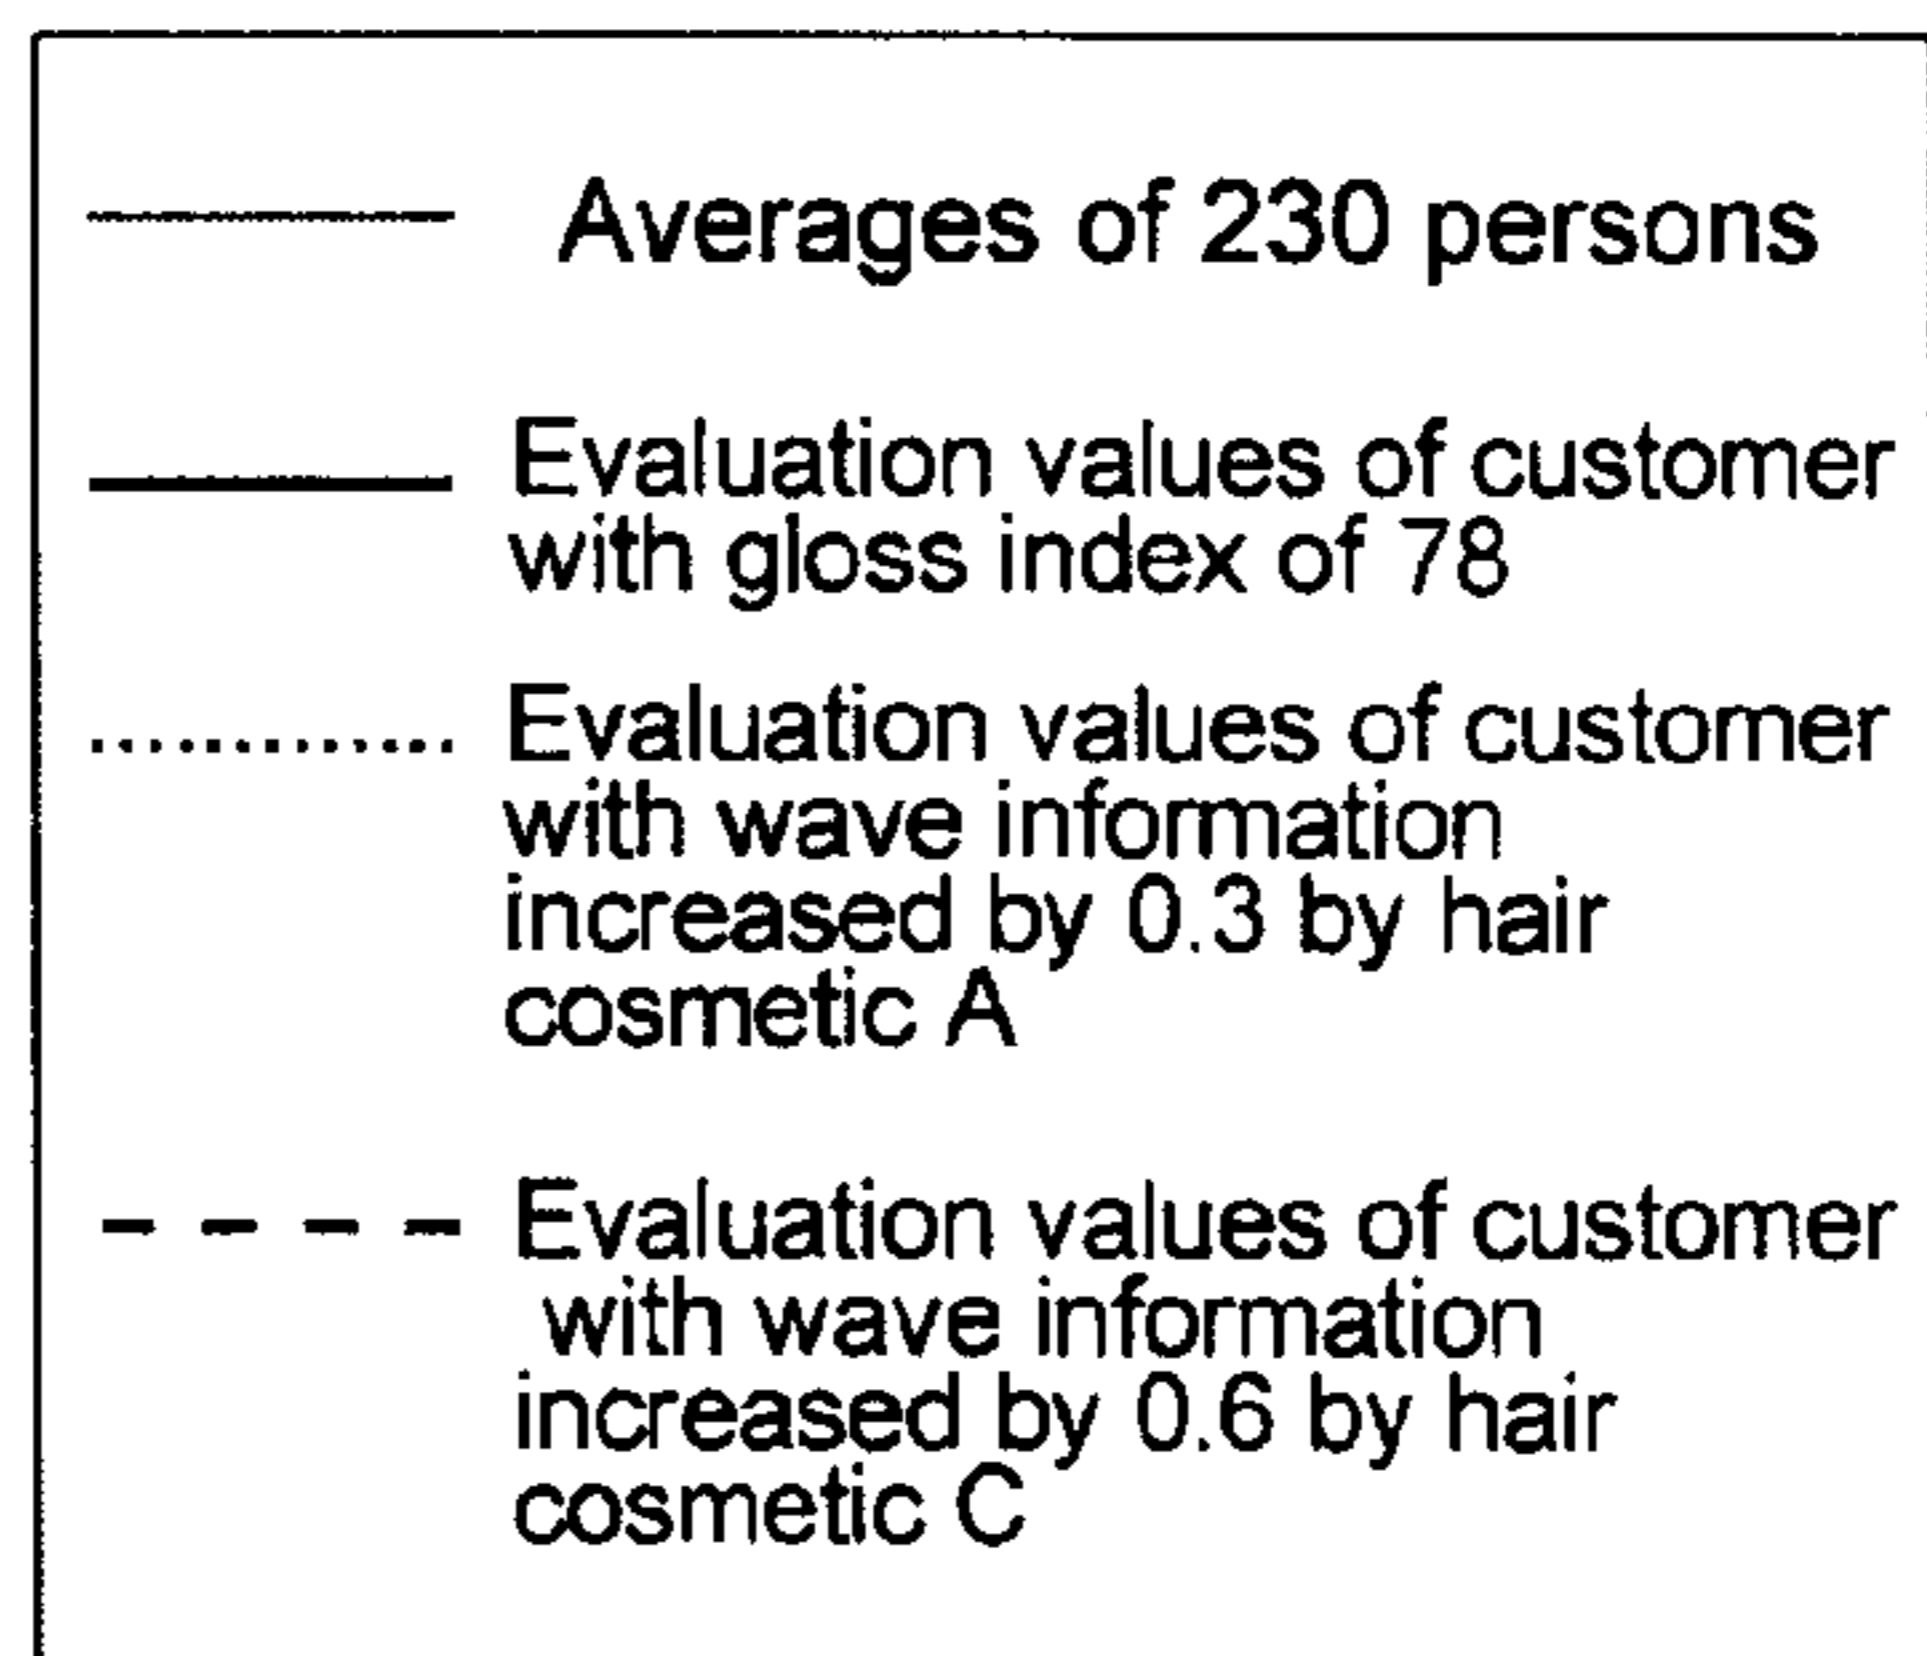 Averages of 230 persons
Evaluation values of customer
with gloss index of 78
Evaluation values of customer
with wave information
increased by 0.3 by hair
cosmetic A
Evaluation values of customer
with wave information
increased by 0.6 by hair
cosmetic C